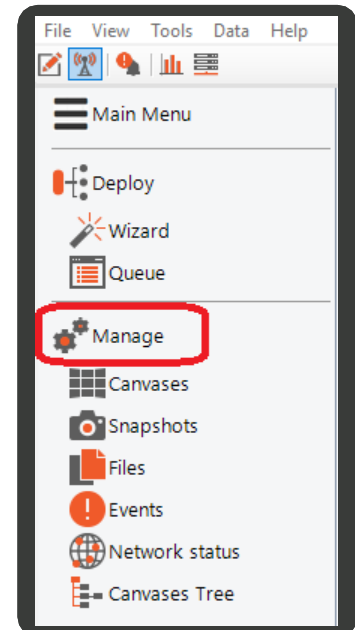 File View Tools Data Help
Main Menu
Deploy
Wizard
Queue
Manage
Canvases
Snapshots
Files
Events
Network status
Canvases Tree